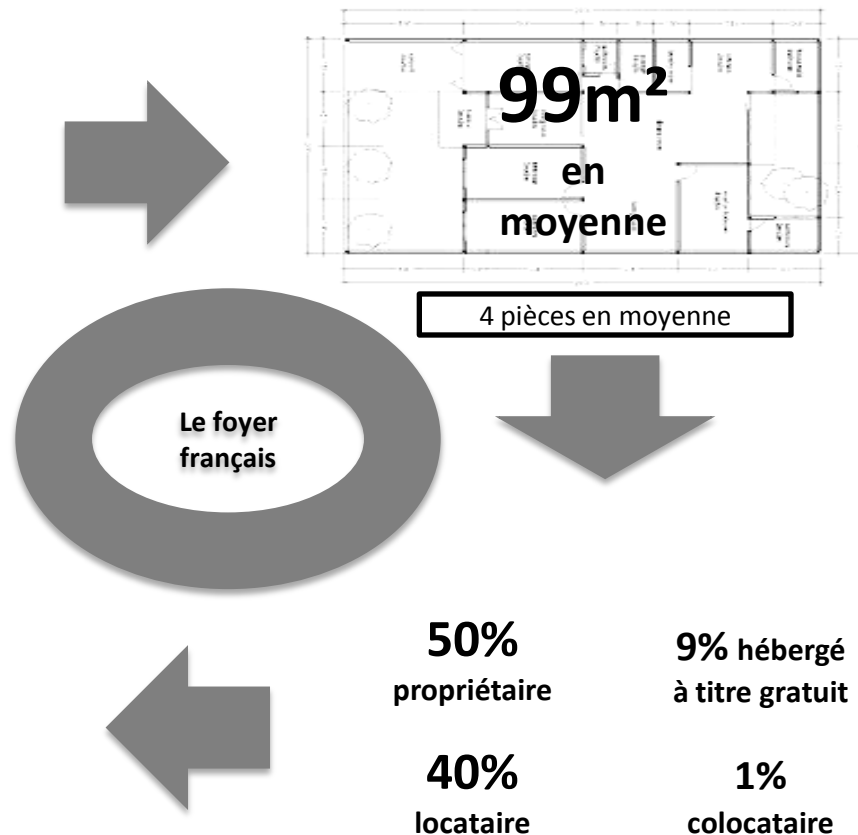 99m²
en
moyenne
4 pièces en moyenne
Le foyer
français
50%
propriétaire
9% hébergé
à titre gratuit
40%
locataire
1%
colocataire